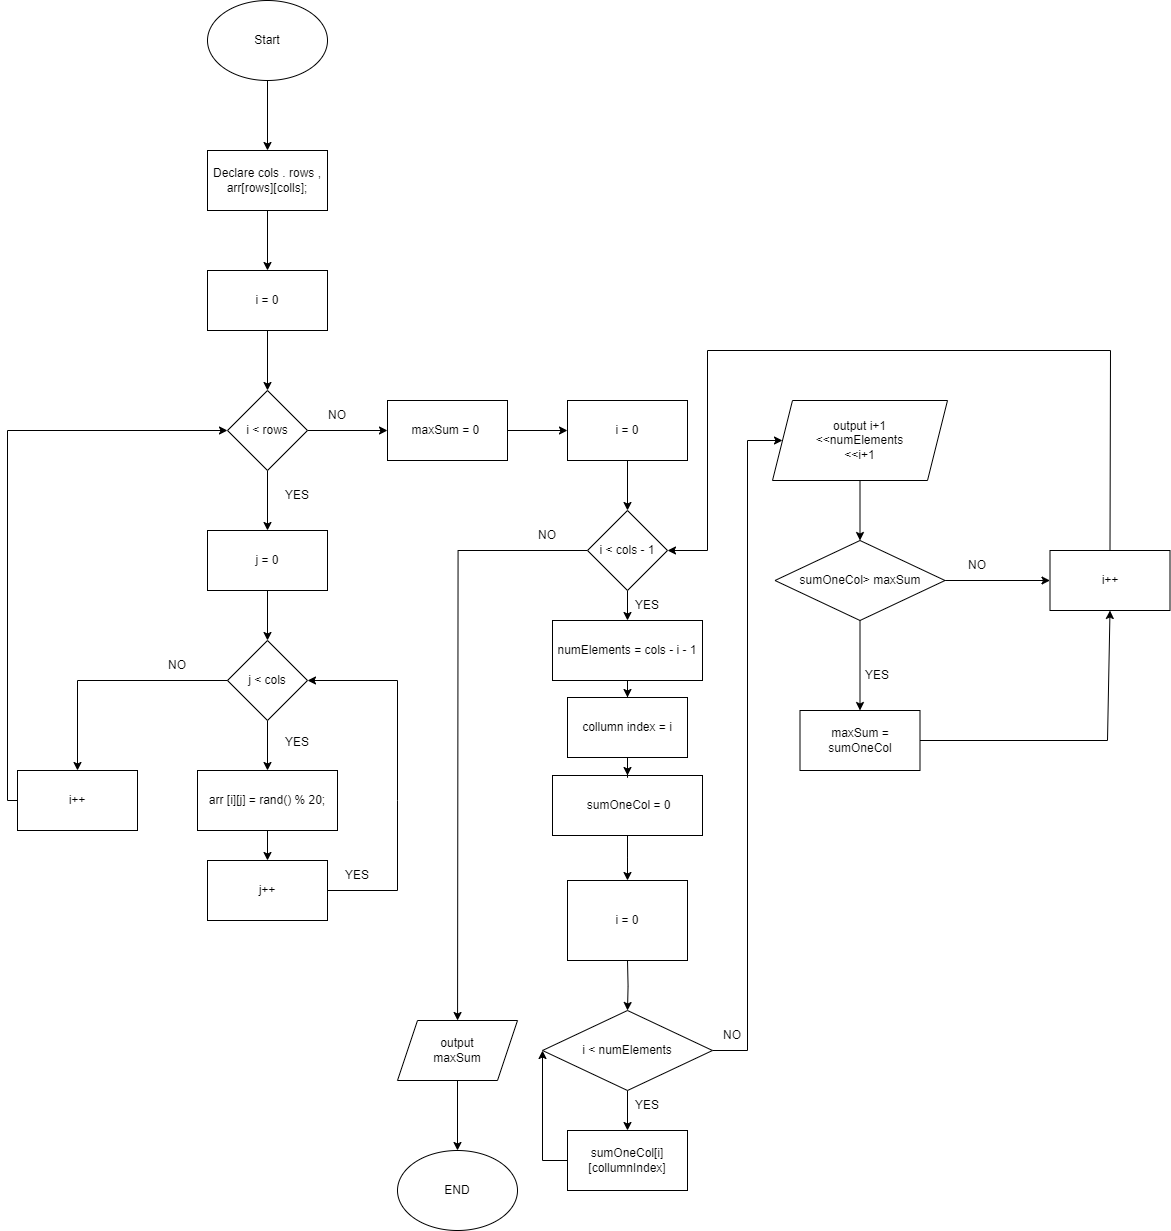 Start
Declare cols . rows ,
arr[rows][colls];
i = 0
i < rows
NO
maxSum = 0
i = 0
YES
j = 0
j < cols
NO
YES
i++
arr [i][j] = rand() % 20;
j++
YES
i < cols - 1
NO
YES
numElements = cols - i - 1
collumn index = i
sumOneCol = 0
i = 0
i < numElements
NO
YES
sumOneCol[i]
[collumnIndex]
output i+1
<<numElements
<<i+1
sumOneCol> maxSum
NO
i++
YES
maxSum =
sumOneCol
output
maxSum
END